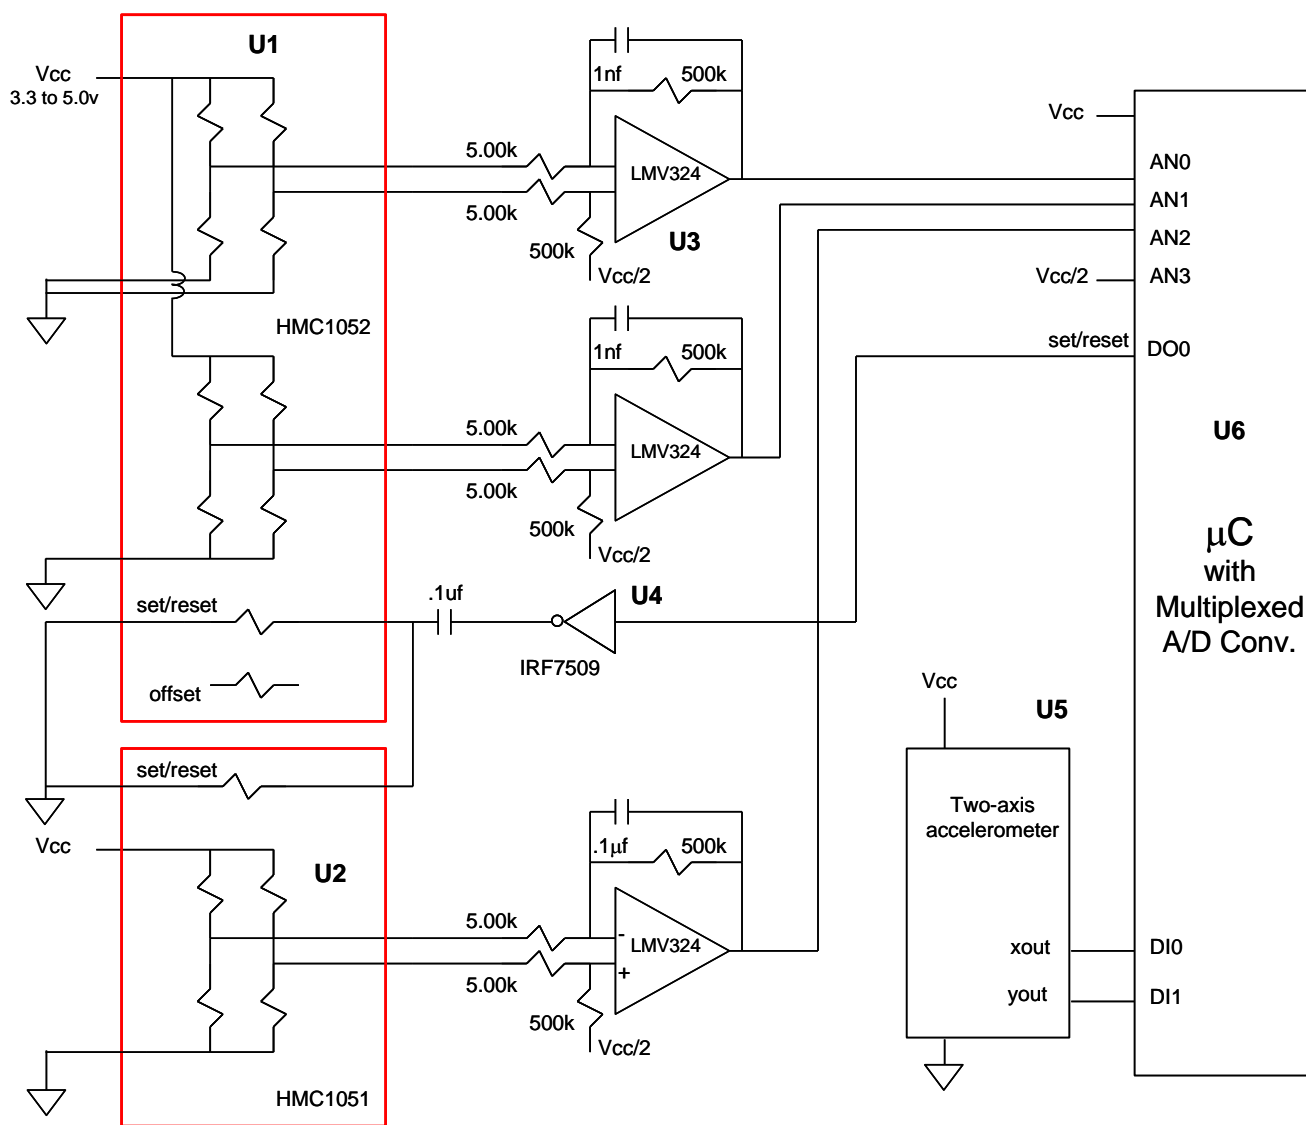 U1
Vcc
3.3 to 5.0v
1nf
500k
Vcc
5.00k
LMV324
AN0
5.00k
AN1
U3
AN2
500k
Vcc/2
Vcc/2
AN3
HMC1052
set/reset
DO0
1nf
500k
5.00k
LMV324
U6
5.00k
500k
Vcc/2
μC
with
Multiplexed
A/D Conv.
set/reset
.1uf
U4
IRF7509
offset
Vcc
U5
set/reset
Two-axis
accelerometer
Vcc
U2
.1μf
500k
5.00k
-
LMV324
+
5.00k
500k
Vcc/2
xout
DI0
yout
DI1
HMC1051